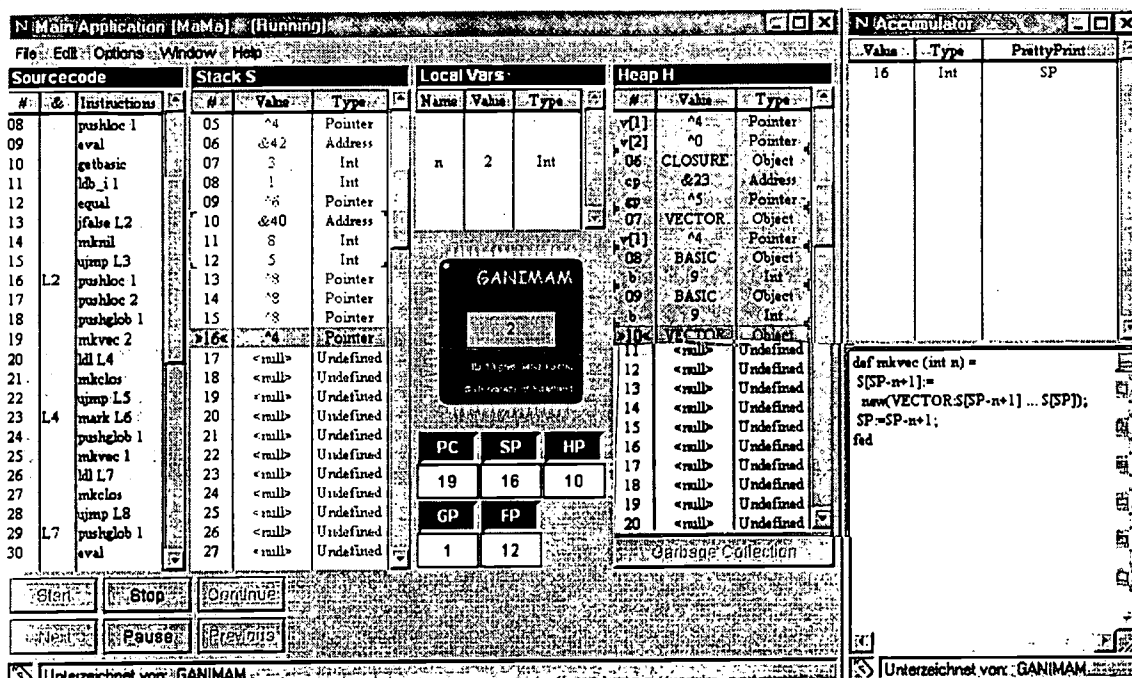 Main Application [MaMa]. (Running)
File Edit Options Window Help
Sourcecode
# & Instructions
08 pushloc 1
09 eval
10 getbasic
11 ldb_i 1
12 equal
13 jfalse L2
14 mknil
15 ujmp L3
16 L2 pushloc 1
17 pushloc 2
18 pushglob 1
19 mkvec 2
20 ldl L4
21 mkclos
22 ujmp L5
23 L4 mark L6
24 pushglob 1
25 mkvec 1
26 ldl L7
27 mkclos
28 ujmp L8
29 L7 pushglob 1
30 eval
Stack S
# Value Type
05 ^4 Pointer
06 &42 Address
07 3 Int
08 1 Int
09 ^6 Pointer
10 &40 Address
11 8 Int
12 5 Int
13 ^8 Pointer
14 ^8 Pointer
15 ^8 Pointer
»16« ^4 Pointer
17 <null> Undefined
18 <null> Undefined
19 <null> Undefined
20 <null> Undefined
21 <null> Undefined
22 <null> Undefined
23 <null> Undefined
24 <null> Undefined
25 <null> Undefined
26 <null> Undefined
27 <null> Undefined
Local Vars
Name Value Type
n 2 Int
GANIMAM
2
PC SP HP
19 16 10
GP FP
1 12
Heap H
# Value Type
v[1] ^4 Pointer
v[2] ^0 Pointer
06 CLOSURE Object
cp &23 Address
gp ^5 Pointer
07 VECTOR Object
v[1] ^4 Pointer
08 BASIC Object
b 9 Int
09 BASIC Object
b 9 Int
»10« VECTOR Object
11 <null> Undefined
12 <null> Undefined
13 <null> Undefined
14 <null> Undefined
15 <null> Undefined
16 <null> Undefined
17 <null> Undefined
18 <null> Undefined
19 <null> Undefined
20 <null> Undefined
Garbage Collection
Start Stop Continue
Next Pause Previous
Unterzeichnet von: GANIMAM
Accumulator
Value Type PrettyPrint
16 Int SP
def mkvec (int n) =
S[SP-n+1]:=
new(VECTOR:S[SP-n+1] ... S[SP]);
SP:=SP-n+1;
fed
Unterzeichnet von: GANIMAM